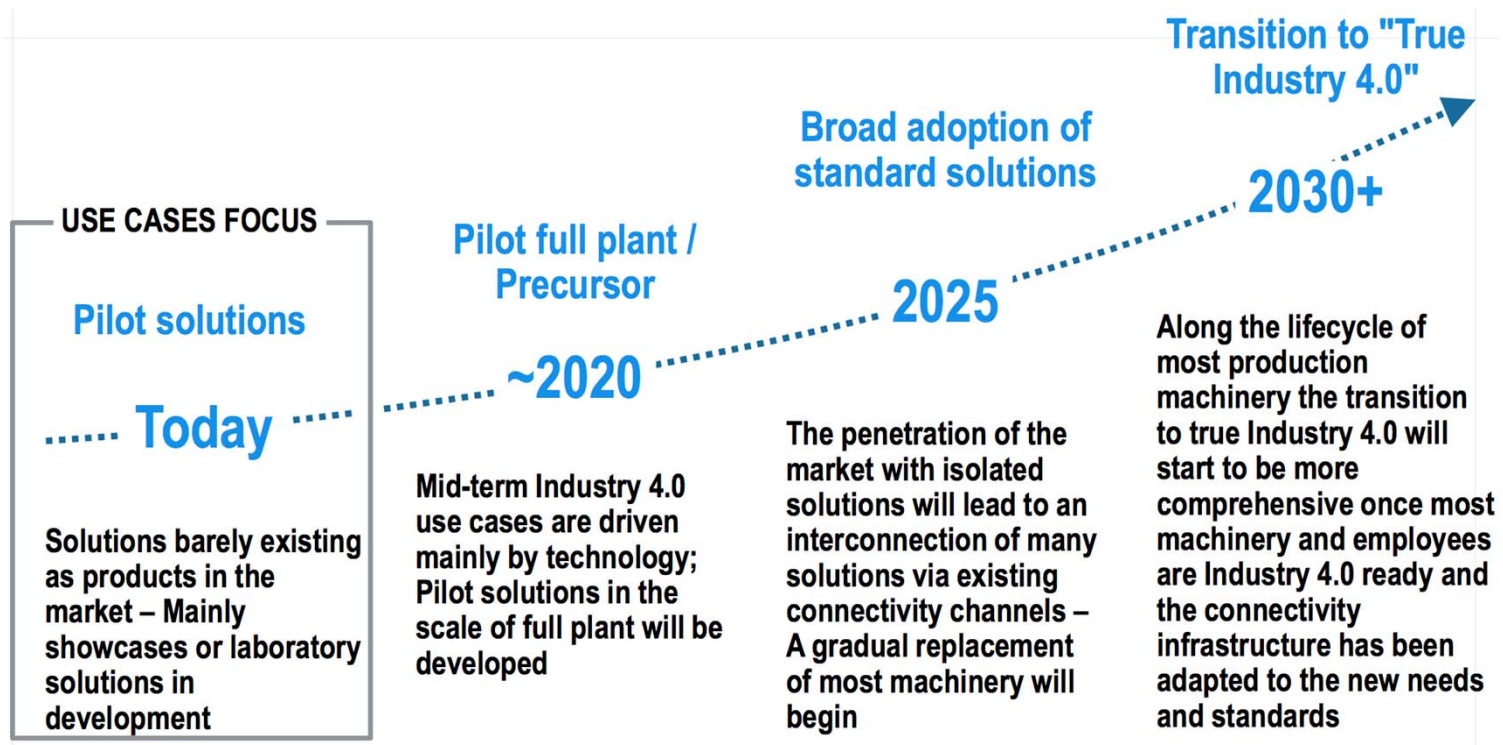 USE CASES FOCUS
Pilot solutions
Today
Solutions barely existing
as products in the
market – Mainly
showcases or laboratory
solutions in
development
Pilot full plant /
Precursor
~2020
Mid-term Industry 4.0
use cases are driven
mainly by technology;
Pilot solutions in the
scale of full plant will be
developed
Broad adoption of
standard solutions
2025
The penetration of the
market with isolated
solutions will lead to an
interconnection of many
solutions via existing
connectivity channels –
A gradual replacement
of most machinery will
begin
Transition to "True
Industry 4.0"
2030+
Along the lifecycle of
most production
machinery the transition
to true Industry 4.0 will
start to be more
comprehensive once most
machinery and employees
are Industry 4.0 ready and
the connectivity
infrastructure has been
adapted to the new needs
and standards